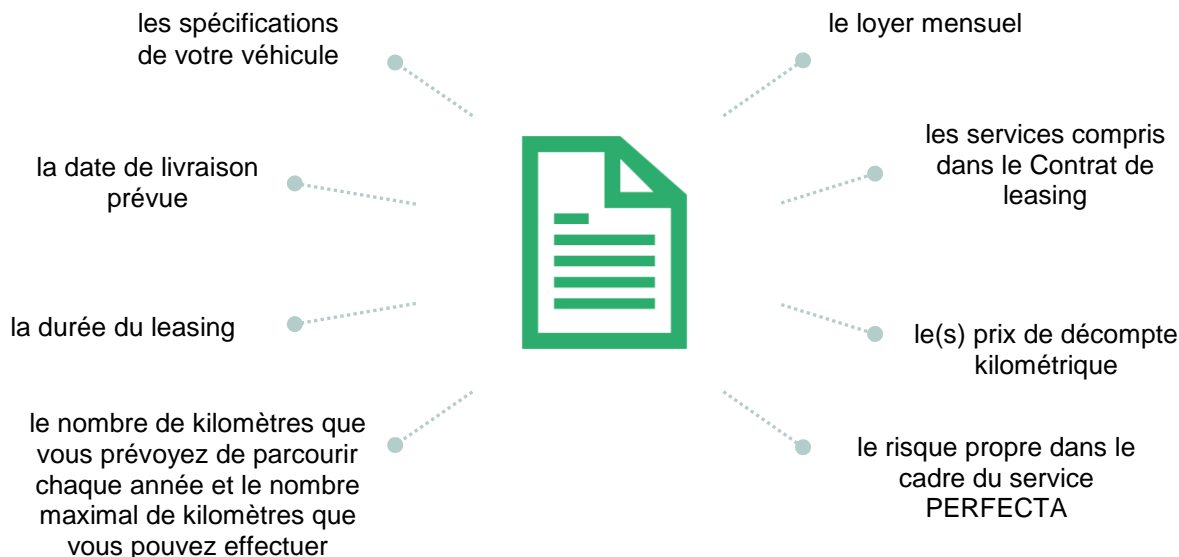 les spécifications
de votre véhicule
le loyer mensuel
la date de livraison
prévue
les services compris
dans le Contrat de
leasing
la durée du leasing
le(s) prix de décompte
kilométrique
le nombre de kilomètres que
vous prévoyez de parcourir
chaque année et le nombre
maximal de kilomètres que
vous pouvez effectuer
le risque propre dans le
cadre du service
PERFECTA